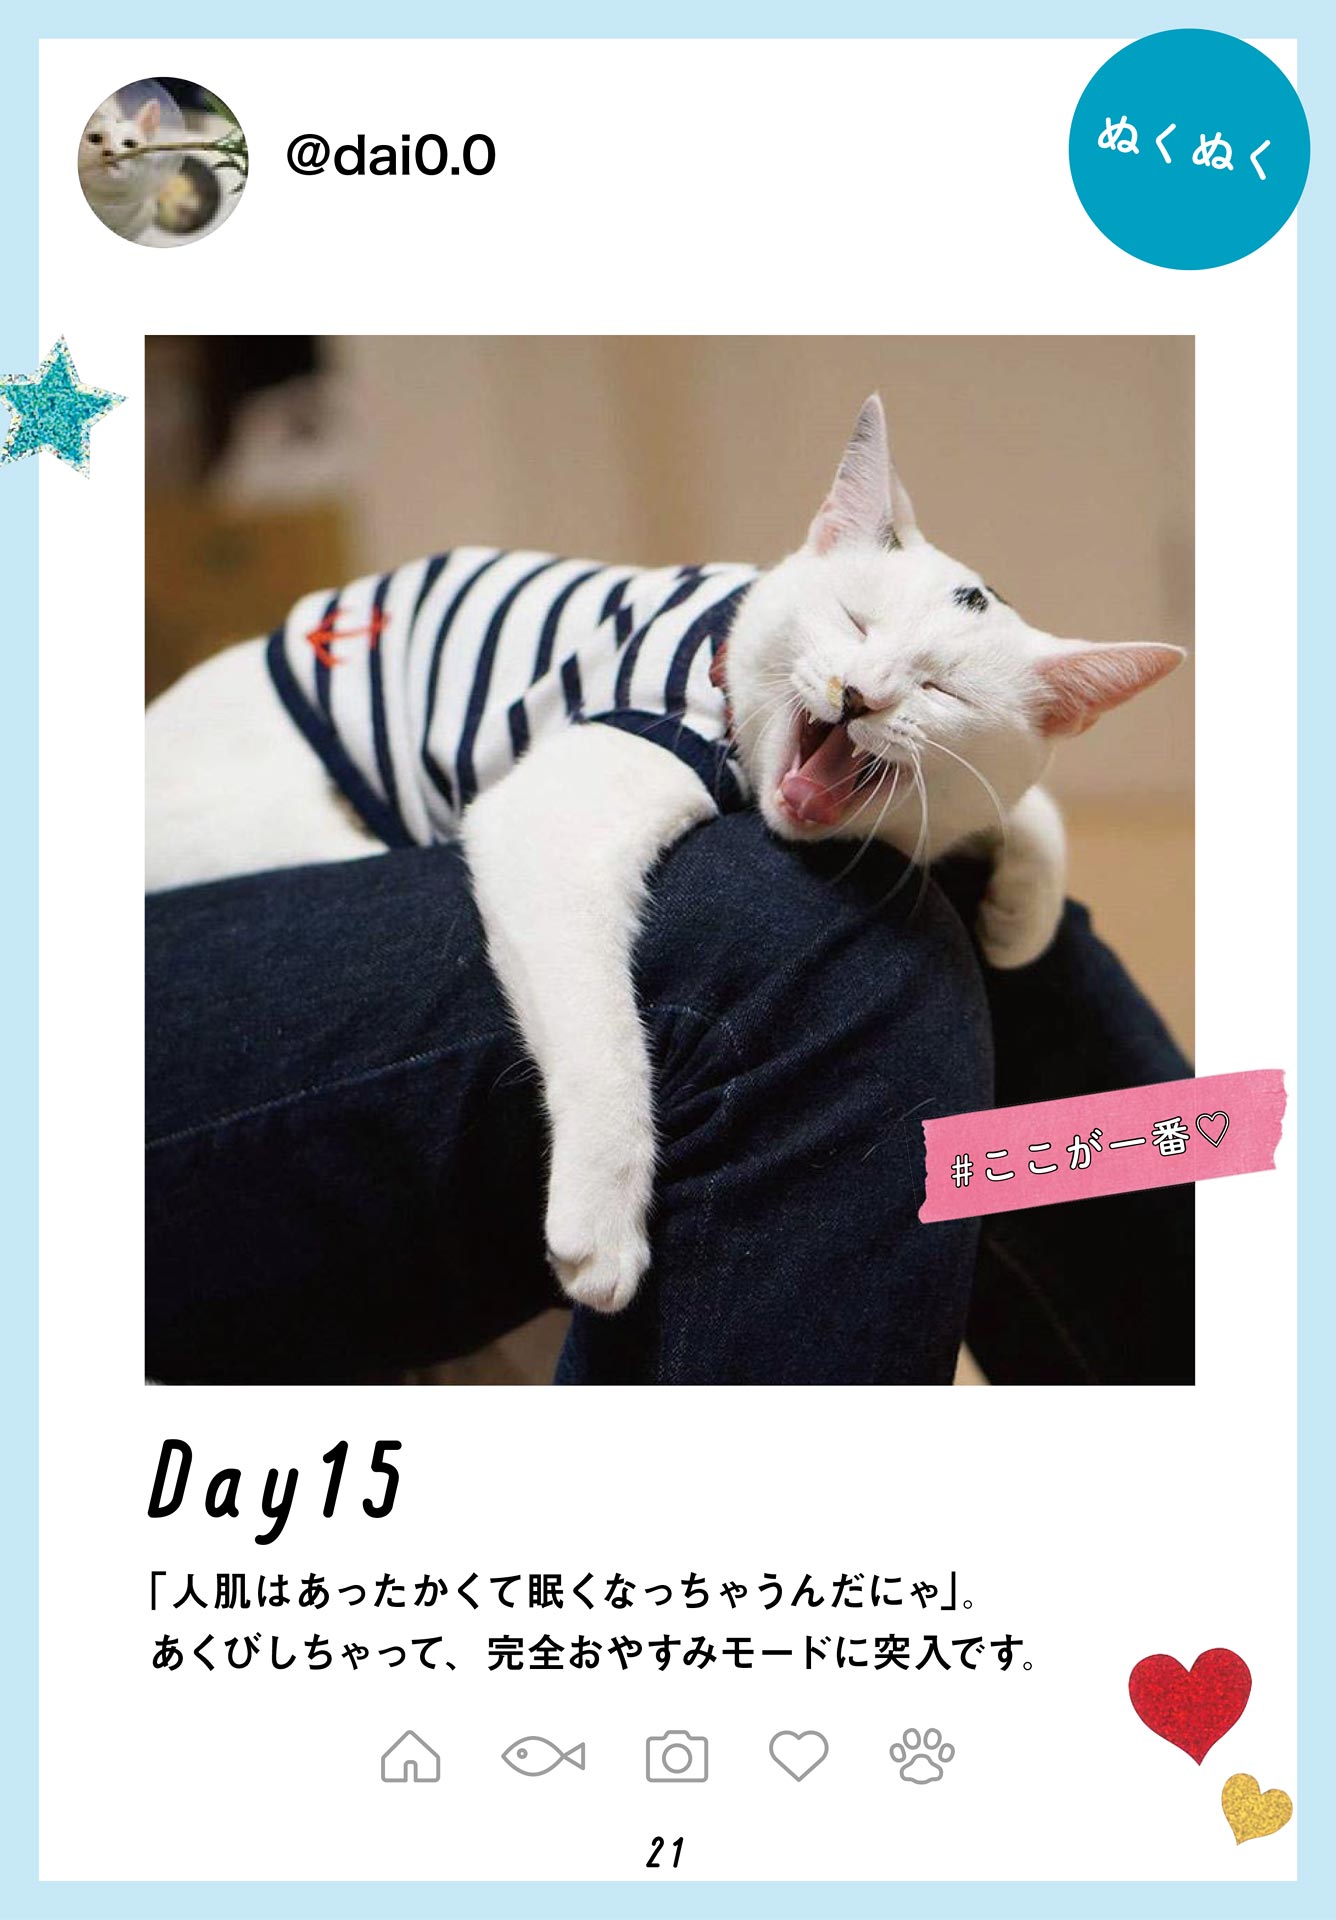 @dai0.0
ぬくぬく
#ここが一番♡
Day15
「人肌はあったかくて眠くなっちゃうんだにゃ」。
あくびしちゃって、完全おやすみモードに突入です。
21